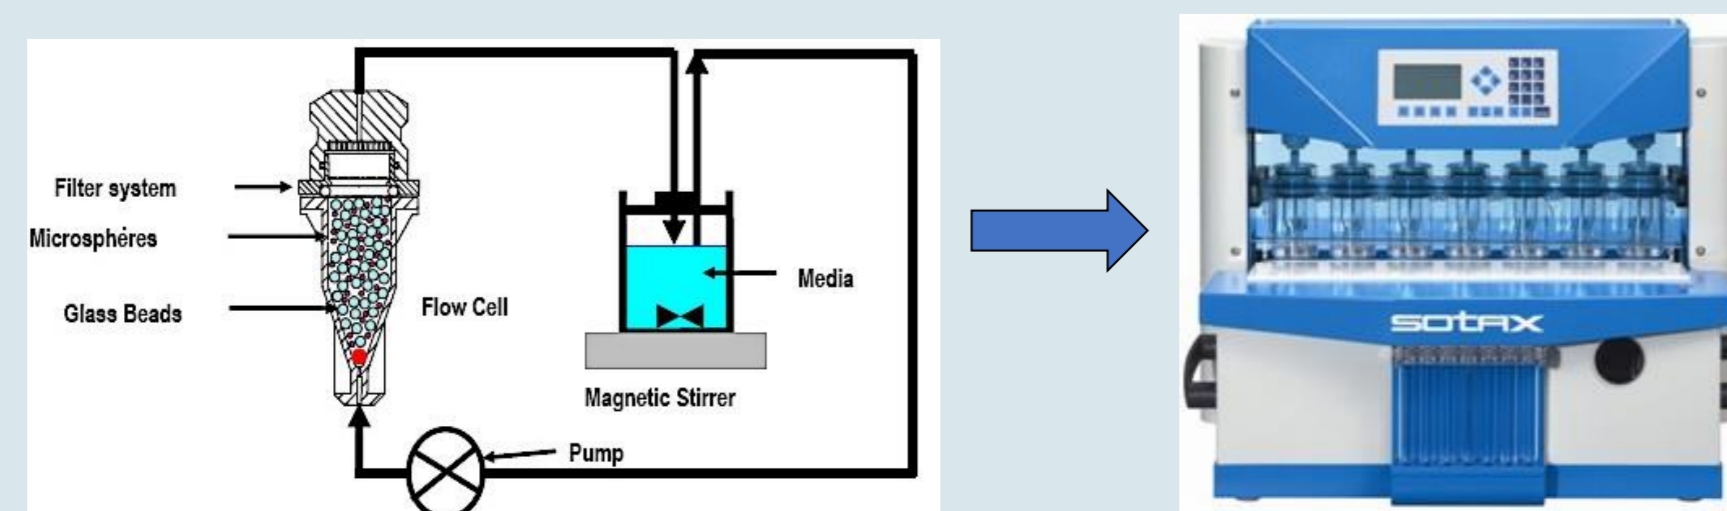 Filter system
Microsphéres
Glass Beads
Flow Cell
Media
Magnetic Stirrer
Pump
SOTAX